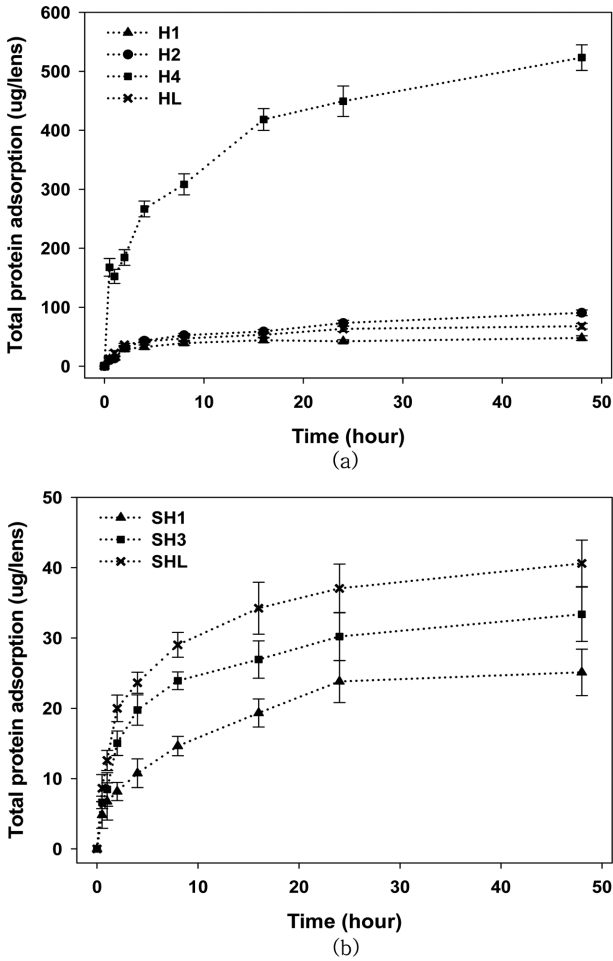 Total protein adsorption (ug/lens)
600
500
400
300
200
100
0
H1
H2
H4
HL
0 10 20 30 40 50
Time (hour)
(a)
Total protein adsorption (ug/lens)
50
40
30
20
10
0
SH1
SH3
SHL
0 10 20 30 40 50
Time (hour)
(b)